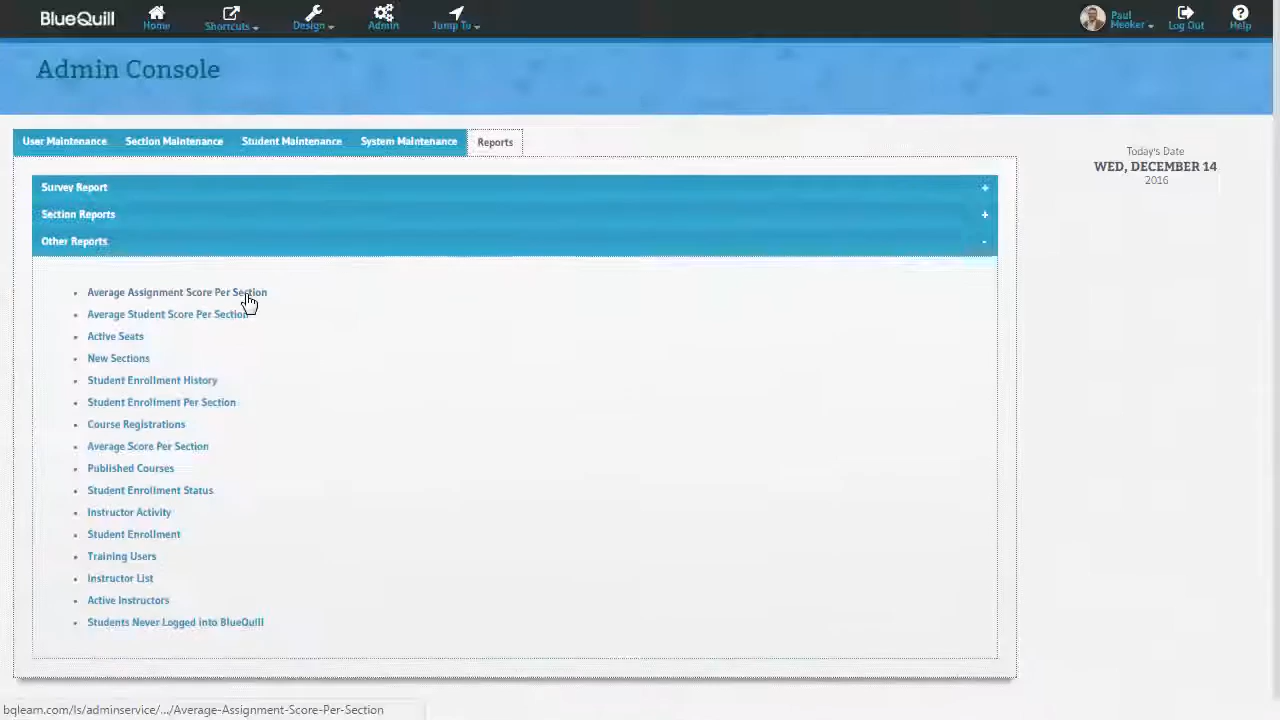 BlueQuill
Home
Shortcuts
Design
Admin
Jump To
Paul
Meeker
Log Out
Help
Admin Console
User Maintenance
Section Maintenance
Student Maintenance
System Maintenance
Reports
Today's Date
WED, DECEMBER 14
2016
Survey Report +
Section Reports +
Other Reports -
Average Assignment Score Per Section
Average Student Score Per Section
Active Seats
New Sections
Student Enrollment History
Student Enrollment Per Section
Course Registrations
Average Score Per Section
Published Courses
Student Enrollment Status
Instructor Activity
Student Enrollment
Training Users
Instructor List
Active Instructors
Students Never Logged into BlueQuill
bqlearn.com/ls/adminservice/.../Average-Assignment-Score-Per-Section